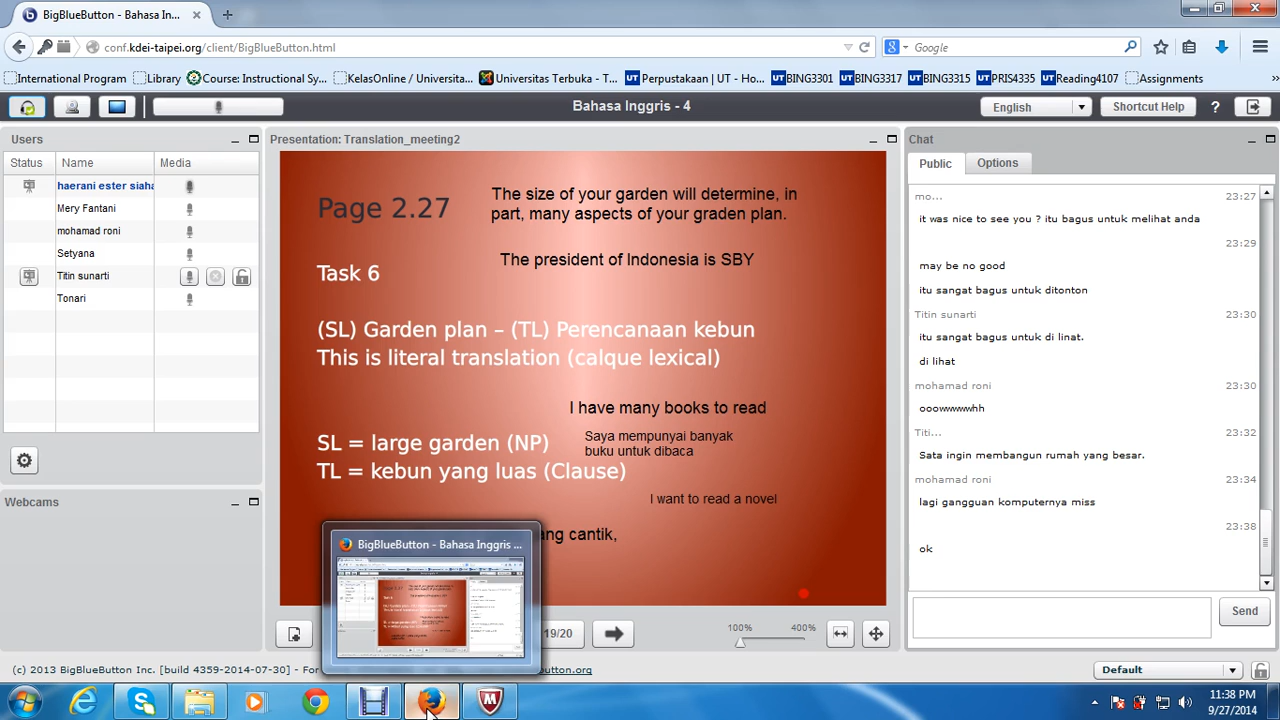 BigBlueButton - Bahasa In...
conf.kdei-taipei.org/client/BigBlueButton.html
Google
International Program
Library
Course: Instructional Sy...
KelasOnline / Universita...
Universitas Terbuka - T...
Perpustakaan | UT - Ho...
BING3301
BING3317
BING3315
PRIS4335
Reading4107
Assignments
Bahasa Inggris - 4
English
Shortcut Help
?
Users
Status
Name
Media
haerani ester siaha
Mery Fantani
mohamad roni
Setyana
Titin sunarti
Tonari
Webcams
Presentation: Translation_meeting2
Page 2.27
The size of your garden will determine, in
part, many aspects of your graden plan.
The president of Indonesia is SBY
Task 6
(SL) Garden plan – (TL) Perencanaan kebun
This is literal translation (calque lexical)
I have many books to read
SL = large garden (NP)
Saya mempunyai banyak
buku untuk dibaca
TL = kebun yang luas (Clause)
I want to read a novel
ang cantik,
BigBlueButton - Bahasa Inggris ...
19/20
100%
400%
Chat
Public
Options
mo...
23:27
it was nice to see you ? itu bagus untuk melihat anda
23:29
may be no good
itu sangat bagus untuk ditonton
Titin sunarti
23:30
itu sangat bagus untuk di linat.
di lihat
mohamad roni
23:30
ooowwwwhh
Titi...
23:32
Sata ingin membangun rumah yang besar.
mohamad roni
23:34
lagi gangguan komputernya miss
23:38
ok
Send
(c) 2013 BigBlueButton Inc. [build 4359-2014-07-30] - For
button.org
Default
11:38 PM
9/27/2014